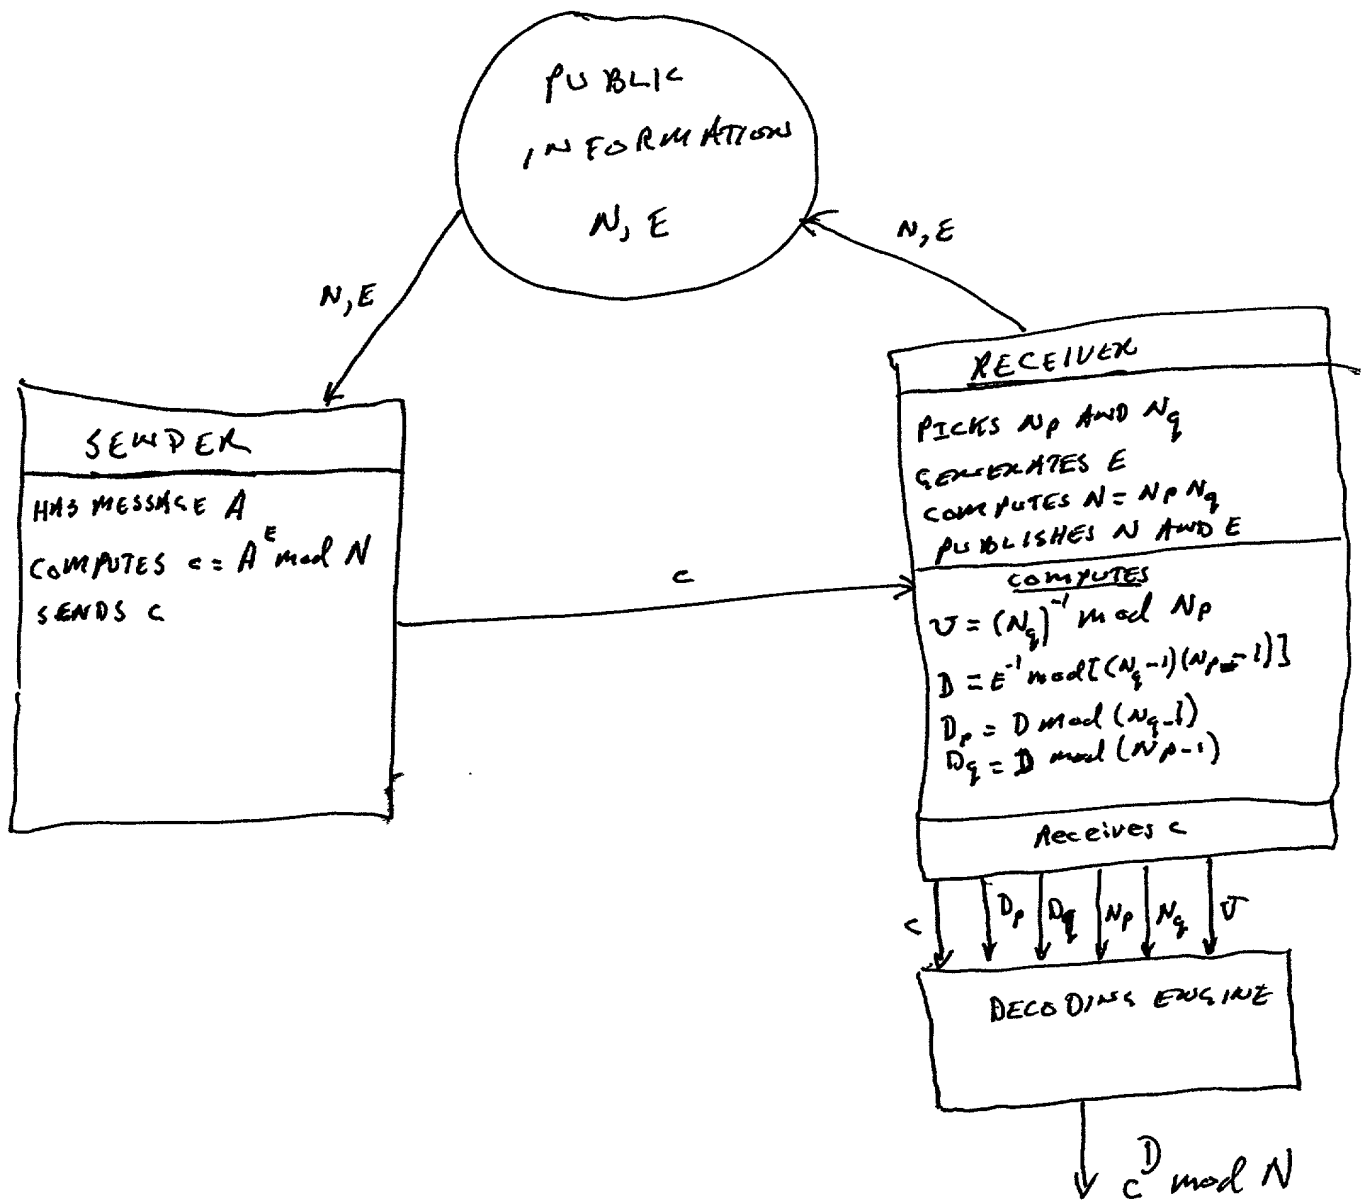 PUBLIC
INFORMATION
N, E
N, E
N, E
SENDER
HAS MESSAGE A
COMPUTES c = A^E mod N
SENDS c
c
RECEIVER
PICKS Np AND Nq
GENERATES E
COMPUTES N = Np Nq
PUBLISHES N AND E
COMPUTES
U = (Nq)^-1 mod Np
D = E^-1 mod [(Nq-1)(Np-1)]
Dp = D mod (Nq-1)
Dq = D mod (Np-1)
Receives c
c Dp Dq Np Nq U
DECODING ENGINE
c^D mod N